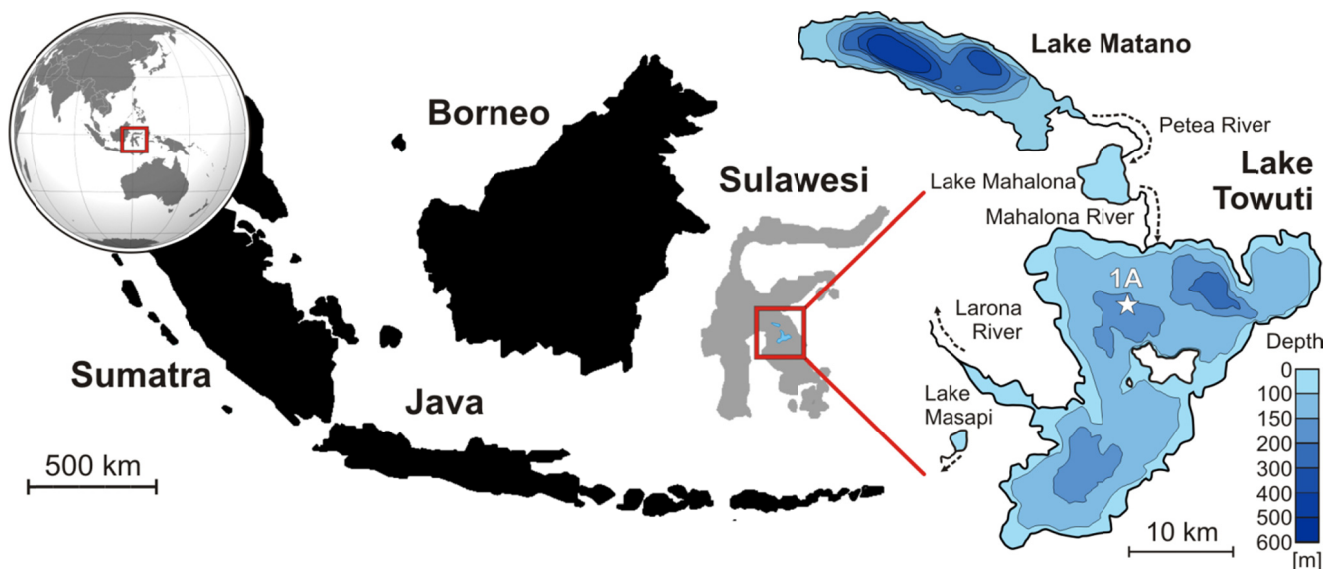 Borneo
Sulawesi
Sumatra
Java
500 km
Lake Matano
Petea River
Lake Mahalona
Mahalona River
Lake
Towuti
1A
Larona
River
Lake
Masapi
Depth
0
100
150
200
300
400
500
600
[m]
10 km